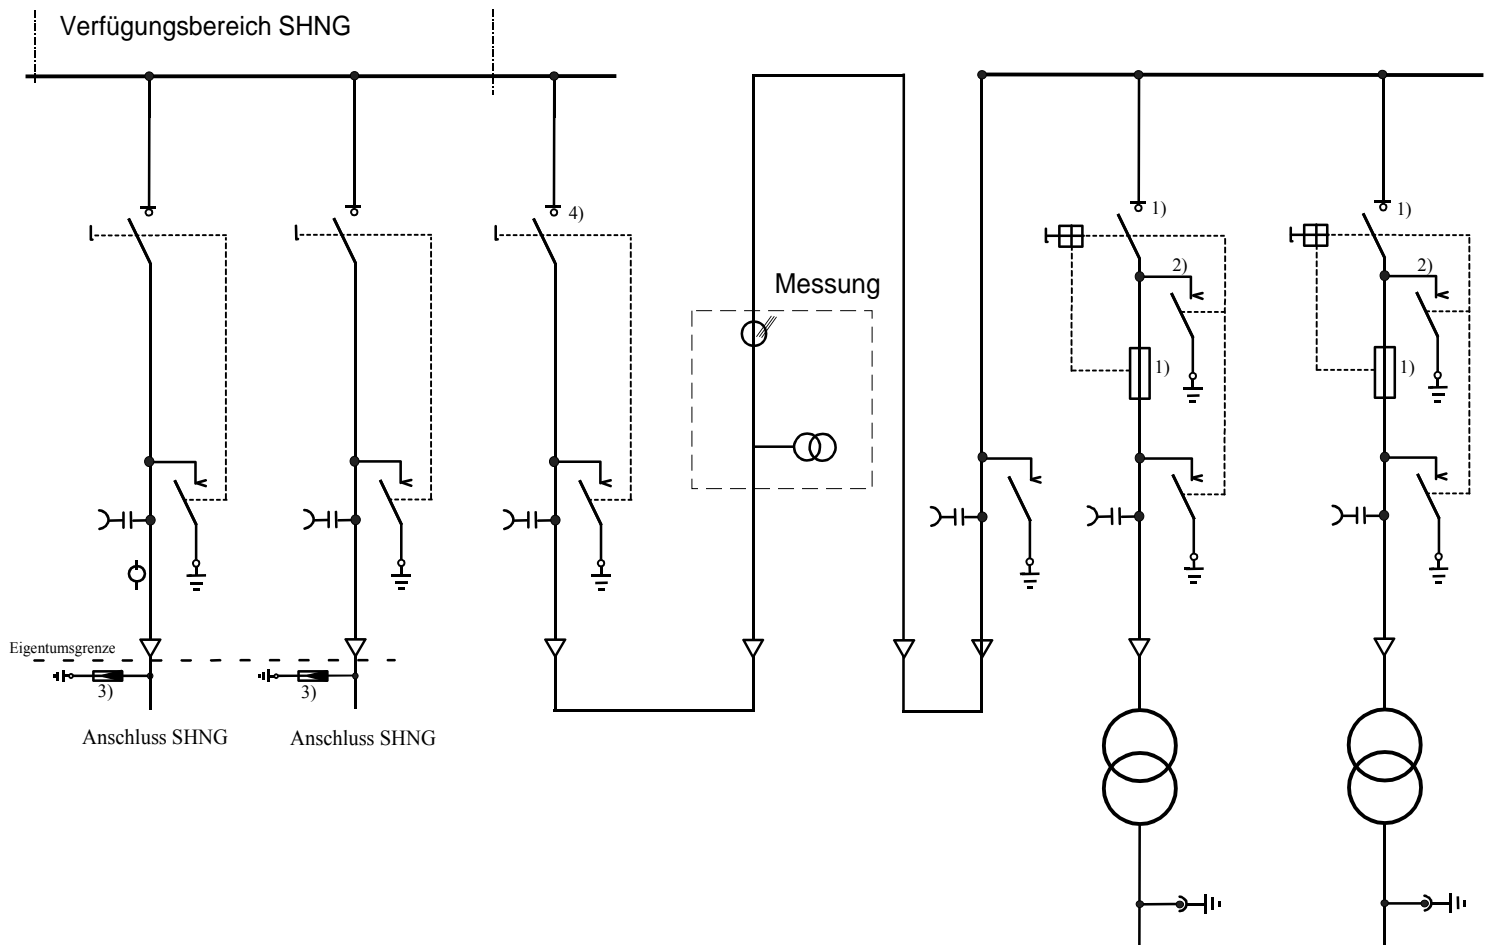 Verfügungsbereich SHNG
4)
1)
1)
2)
2)
Messung
1)
1)
Eigentumsgrenze
3)
3)
Anschluss SHNG
Anschluss SHNG